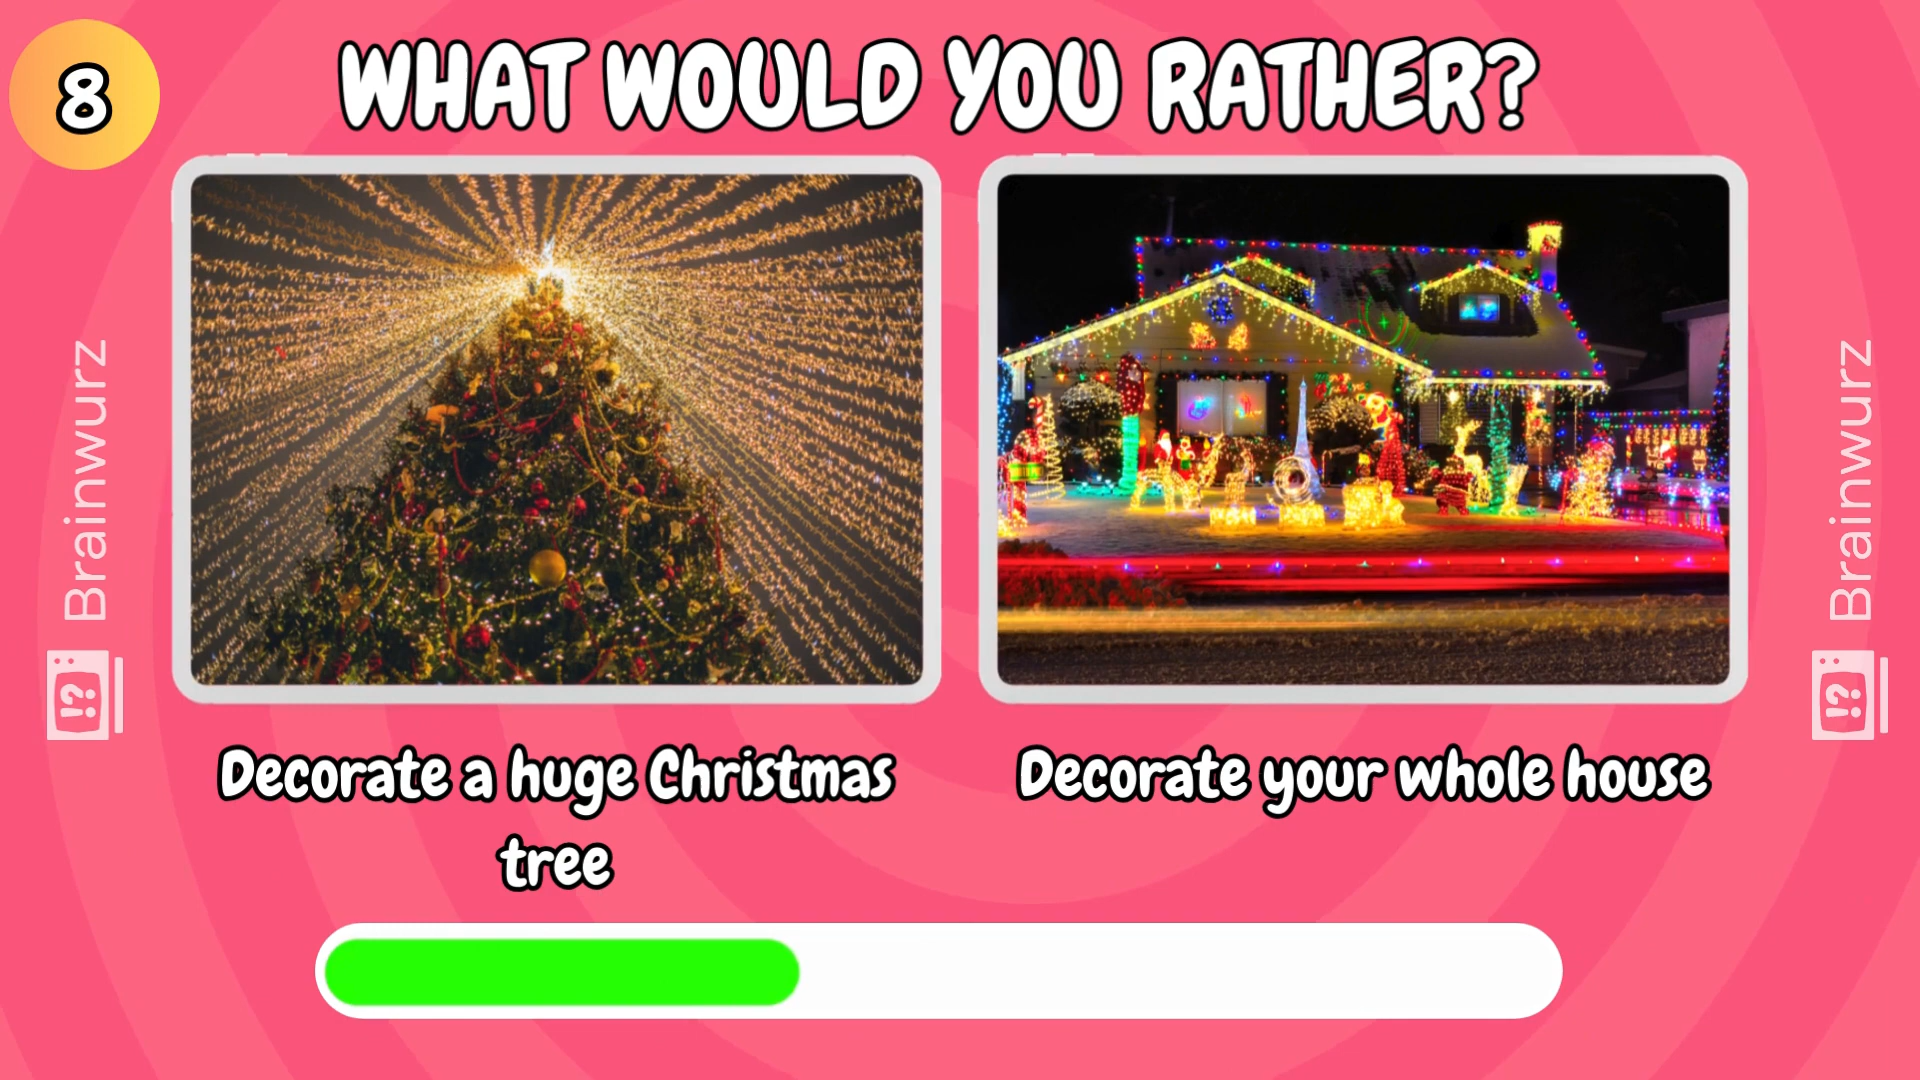 8
WHAT WOULD YOU RATHER?
Brainwurz
!?
Brainwurz
!?
Decorate a huge Christmas
tree
Decorate your whole house